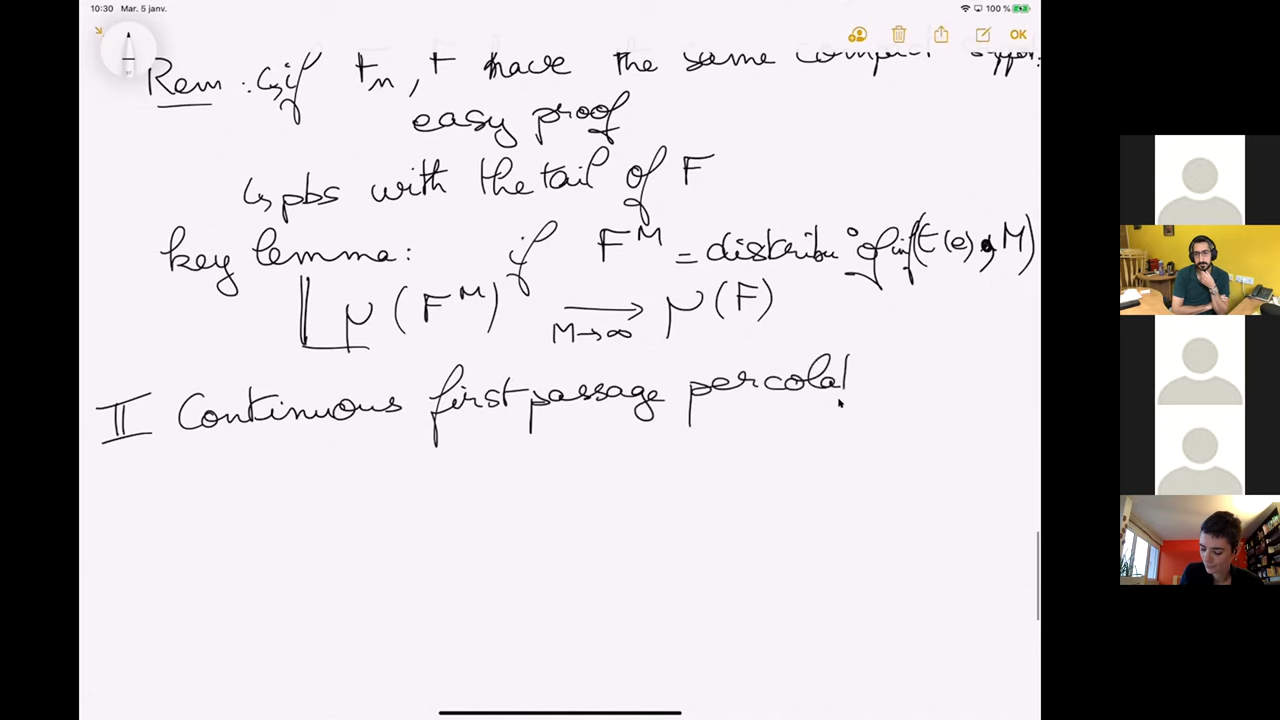 10:30 Mar. 5 janv.
100 %
OK
Rem : if Fn, F have the same compact
easy proof
↳ pbs with the tail of F
key lemma : if F^M = distribu° of inf(t(e), M)
μ(F^M) → μ(F)
M→∞
II Continuous first passage percolat